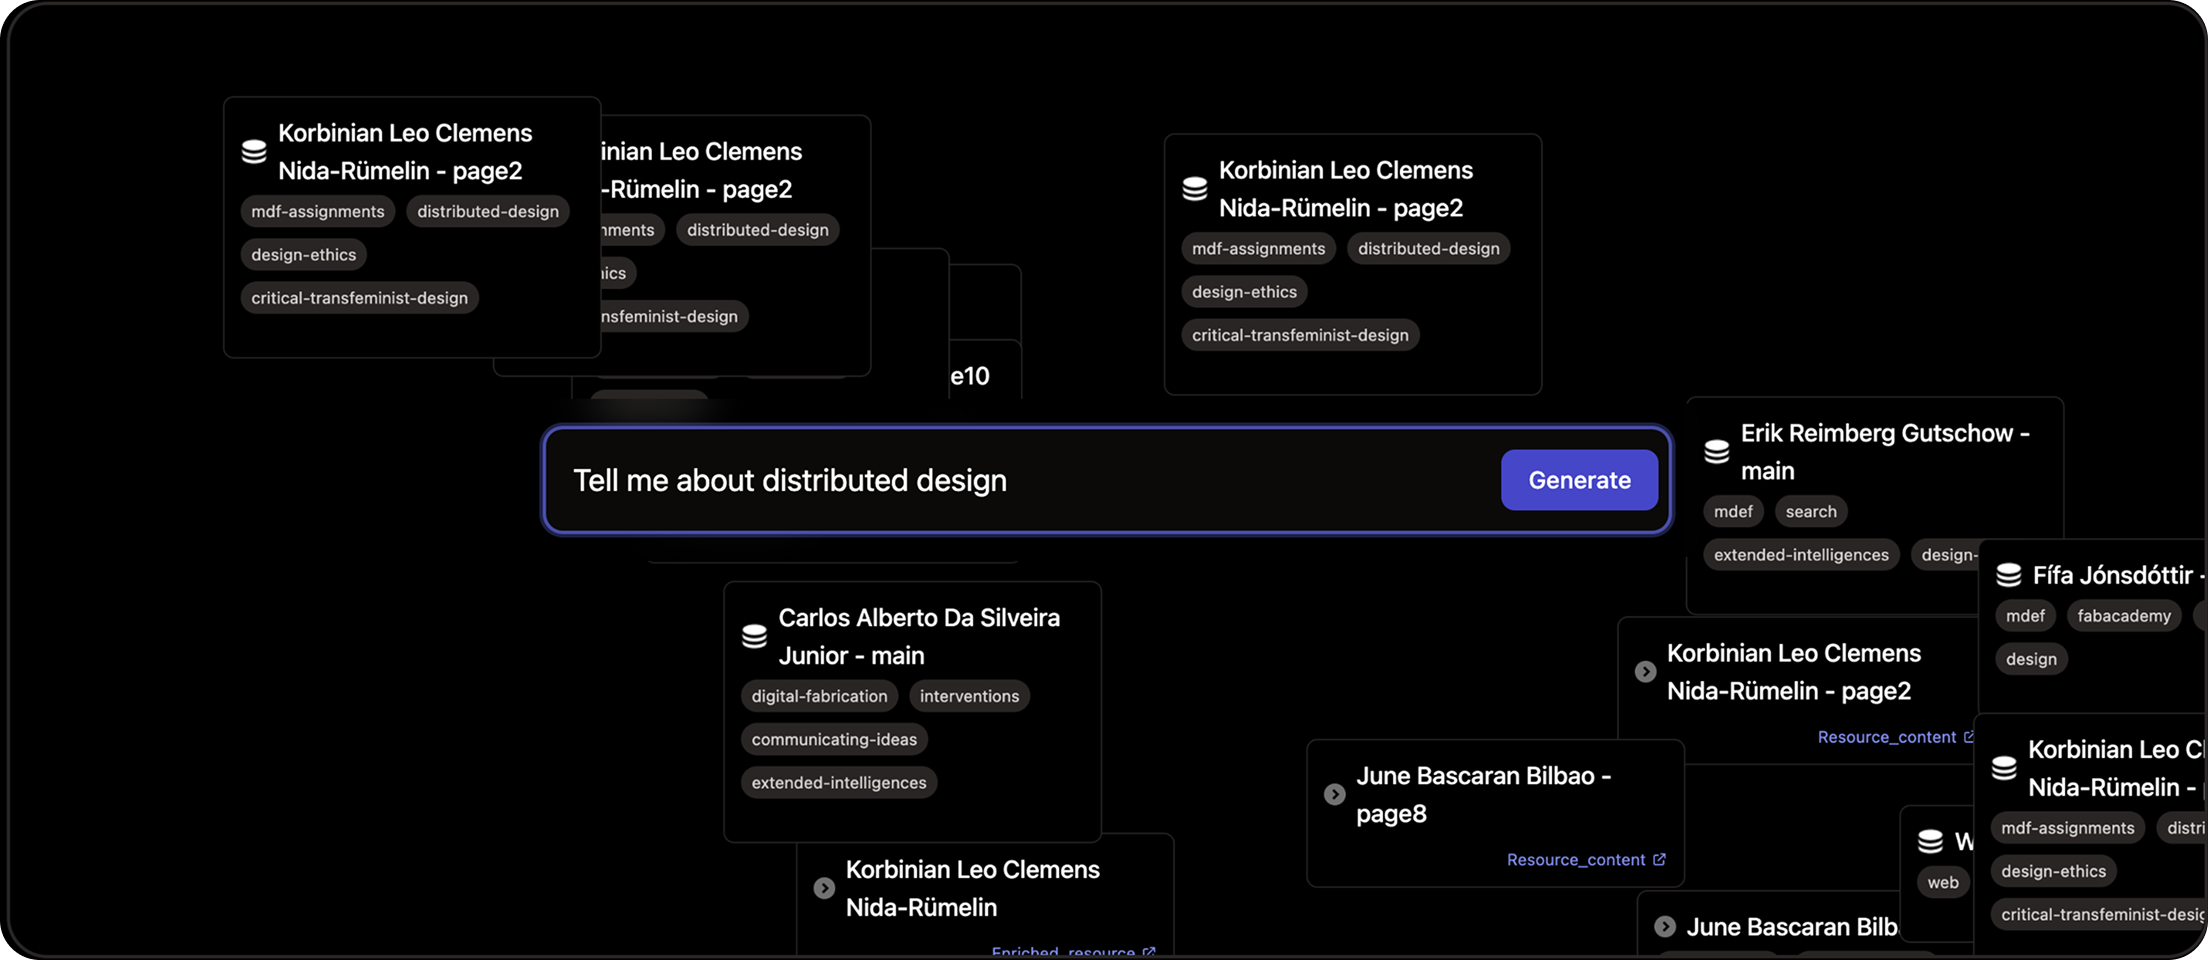 Korbinian Leo Clemens
Nida-Rümelin - page2
mdf-assignments distributed-design
design-ethics
critical-transfeminist-design
inian Leo Clemens
-Rümelin - page2
nments distributed-design
ics
nsfeminist-design
e10
Korbinian Leo Clemens
Nida-Rümelin - page2
mdf-assignments distributed-design
design-ethics
critical-transfeminist-design
Tell me about distributed design
Generate
Erik Reimberg Gutschow -
main
mdef search
extended-intelligences design-
Fífa Jónsdóttir -
mdef fabacademy
design
Carlos Alberto Da Silveira
Junior - main
digital-fabrication interventions
communicating-ideas
extended-intelligences
Korbinian Leo Clemens
Nida-Rümelin - page2
Resource_content
June Bascaran Bilbao -
page8
Resource_content
Korbinian Leo C
Nida-Rümelin -
mdf-assignments distri
design-ethics
critical-transfeminist-desig
W
web
Korbinian Leo Clemens
Nida-Rümelin
Enriched_resource
June Bascaran Bilb